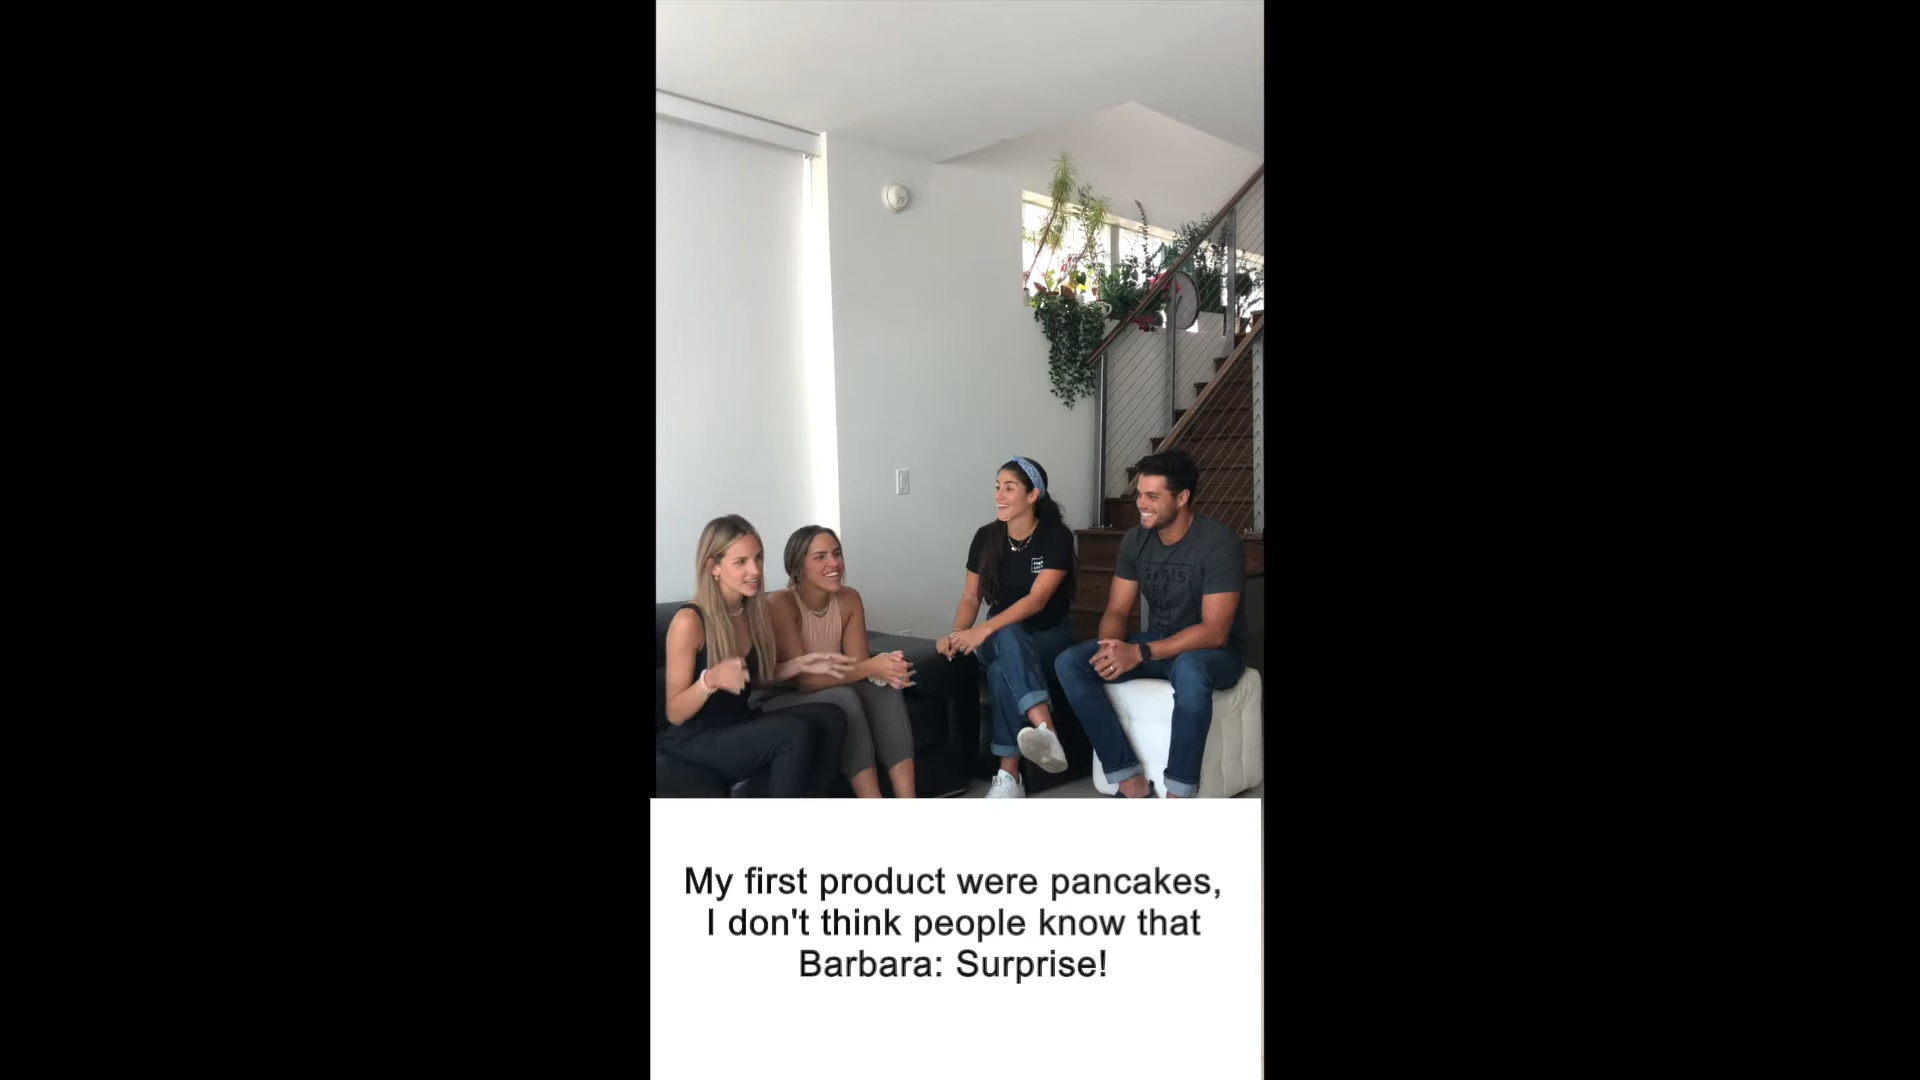 My first product were pancakes,
I don't think people know that
Barbara: Surprise!